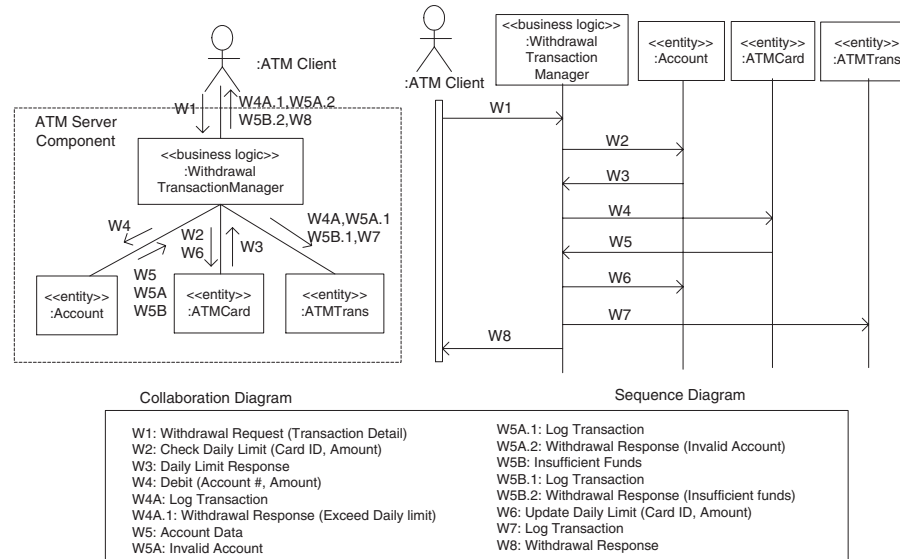 :ATM Client
W1
W4A.1,W5A.2
W5B.2,W8
ATM Server
Component
<<business logic>>
:Withdrawal
TransactionManager
W4
W2
W6
W3
W4A,W5A.1
W5B.1,W7
W5
W5A
W5B
<<entity>>
:Account
<<entity>>
:ATMCard
<<entity>>
:ATMTrans
:ATM Client
<<business logic>>
:Withdrawal
Transaction
Manager
<<entity>>
:Account
<<entity>>
:ATMCard
<<entity>>
:ATMTrans
W1
W2
W3
W4
W5
W6
W7
W8
Collaboration Diagram
Sequence Diagram
W1: Withdrawal Request (Transaction Detail)
W2: Check Daily Limit (Card ID, Amount)
W3: Daily Limit Response
W4: Debit (Account #, Amount)
W4A: Log Transaction
W4A.1: Withdrawal Response (Exceed Daily limit)
W5: Account Data
W5A: Invalid Account
W5A.1: Log Transaction
W5A.2: Withdrawal Response (Invalid Account)
W5B: Insufficient Funds
W5B.1: Log Transaction
W5B.2: Withdrawal Response (Insufficient funds)
W6: Update Daily Limit (Card ID, Amount)
W7: Log Transaction
W8: Withdrawal Response